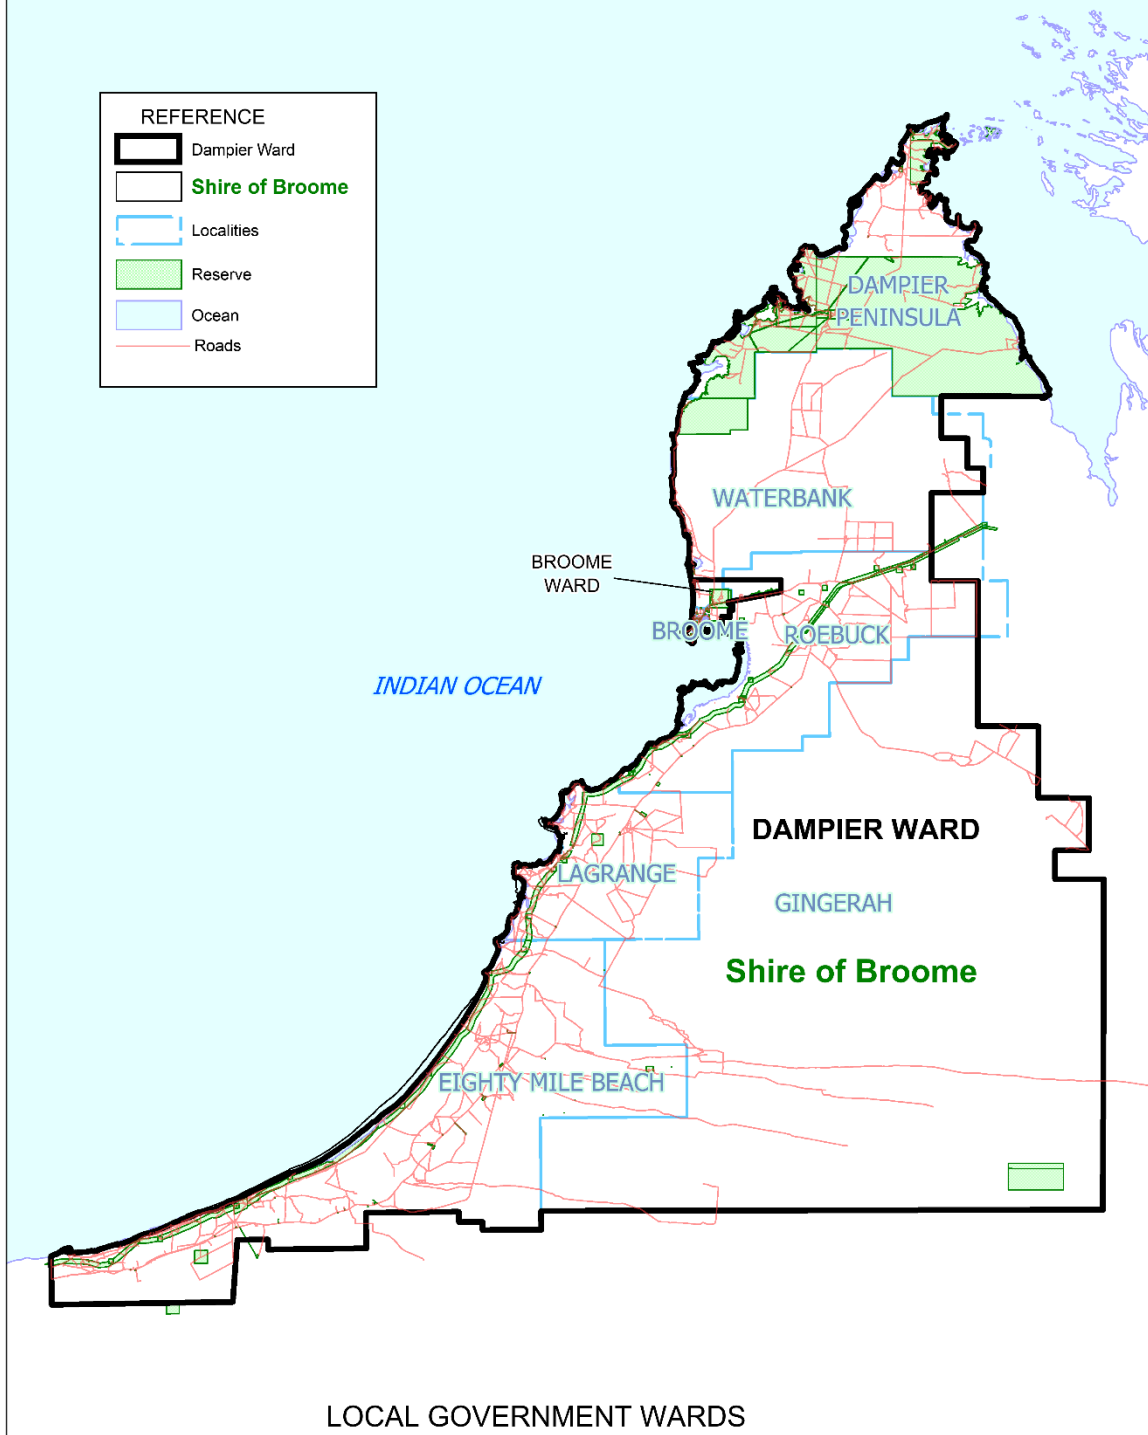 REFERENCE
Dampier Ward
Shire of Broome
Localities
Reserve
Ocean
Roads
DAMPIER
PENINSULA
WATERBANK
BROOME
WARD
BROOME
ROEBUCK
INDIAN OCEAN
DAMPIER WARD
LAGRANGE
GINGERAH
Shire of Broome
EIGHTY MILE BEACH
LOCAL GOVERNMENT WARDS